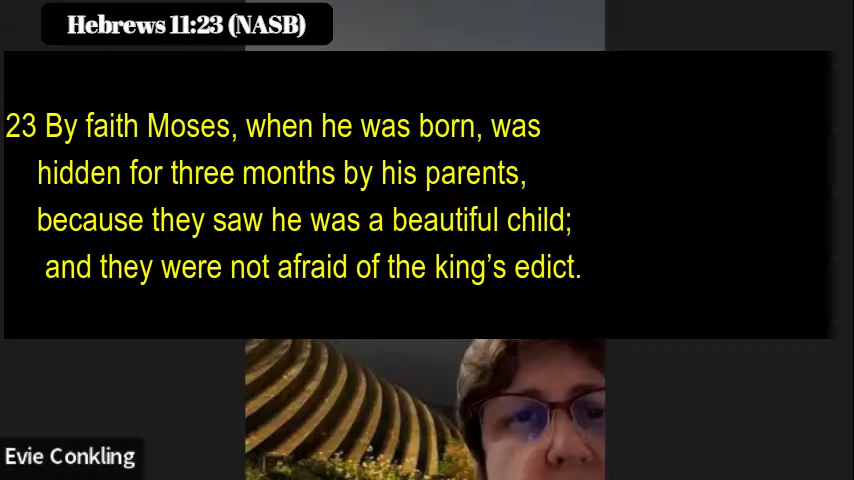 Hebrews 11:23 (NASB)
23 By faith Moses, when he was born, was
hidden for three months by his parents,
because they saw he was a beautiful child;
and they were not afraid of the king’s edict.
Evie Conkling